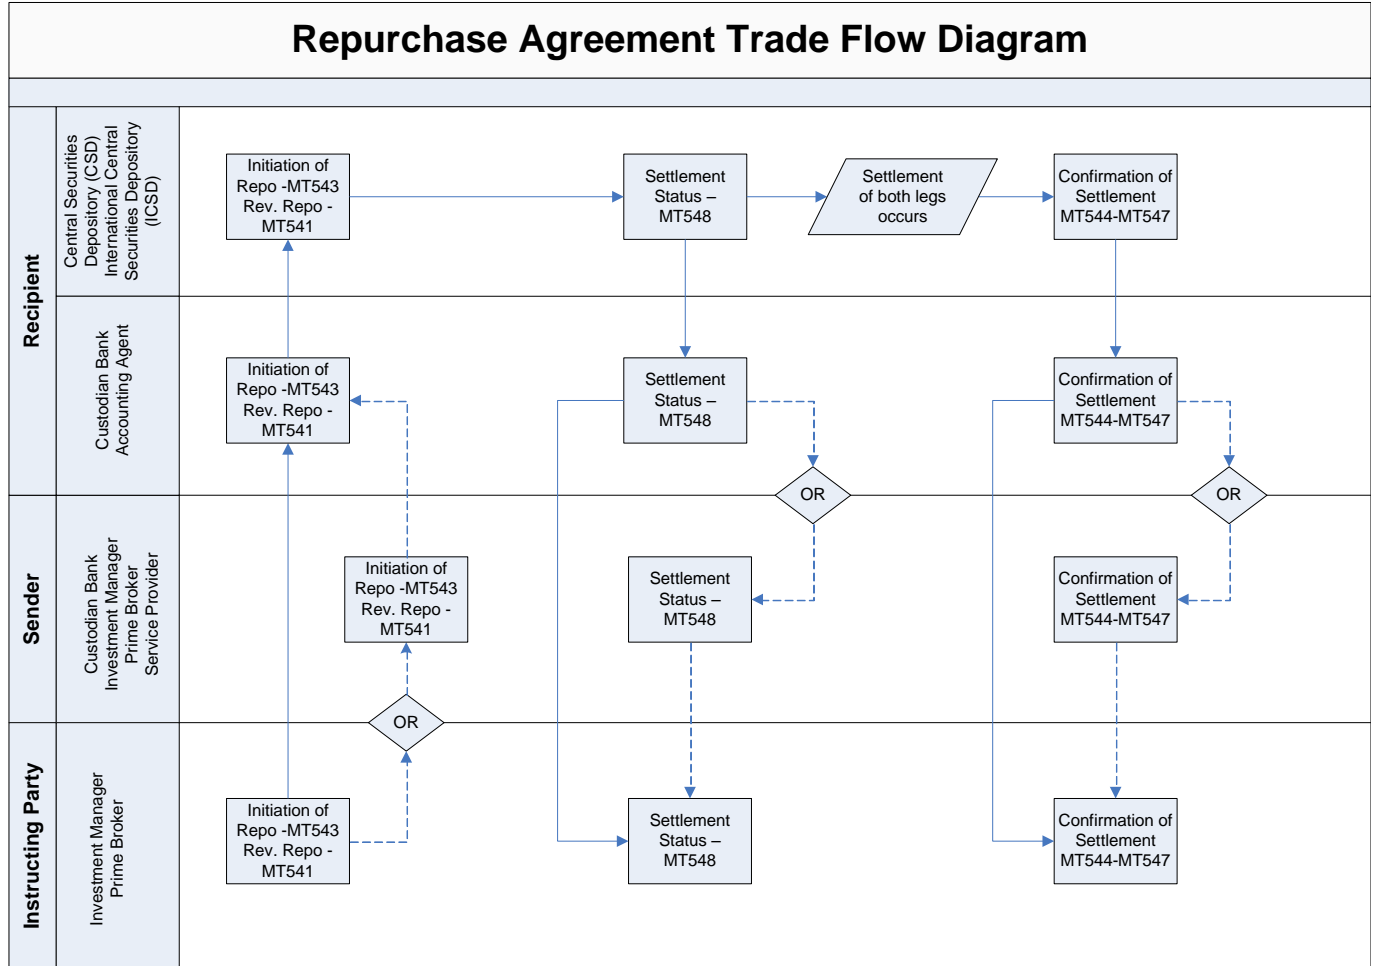 Repurchase Agreement Trade Flow Diagram
Recipient
Central Securities
Depository (CSD)
International Central
Securities Depository
(ICSD)
Initiation of
Repo -MT543
Rev. Repo -
MT541
Settlement
Status –
MT548
Settlement
of both legs
occurs
Confirmation of
Settlement
MT544-MT547
Custodian Bank
Accounting Agent
Initiation of
Repo -MT543
Rev. Repo -
MT541
Settlement
Status –
MT548
Confirmation of
Settlement
MT544-MT547
OR
OR
Sender
Custodian Bank
Investment Manager
Prime Broker
Service Provider
Initiation of
Repo -MT543
Rev. Repo -
MT541
Settlement
Status –
MT548
Confirmation of
Settlement
MT544-MT547
OR
Instructing Party
Investment Manager
Prime Broker
Initiation of
Repo -MT543
Rev. Repo -
MT541
Settlement
Status –
MT548
Confirmation of
Settlement
MT544-MT547